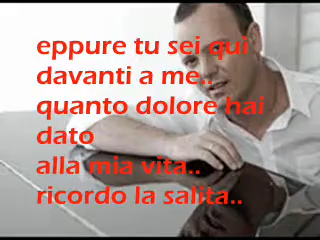 eppure tu sei qui
davanti a me..
quanto dolore hai
dato
alla mia vita..
ricordo la salita..